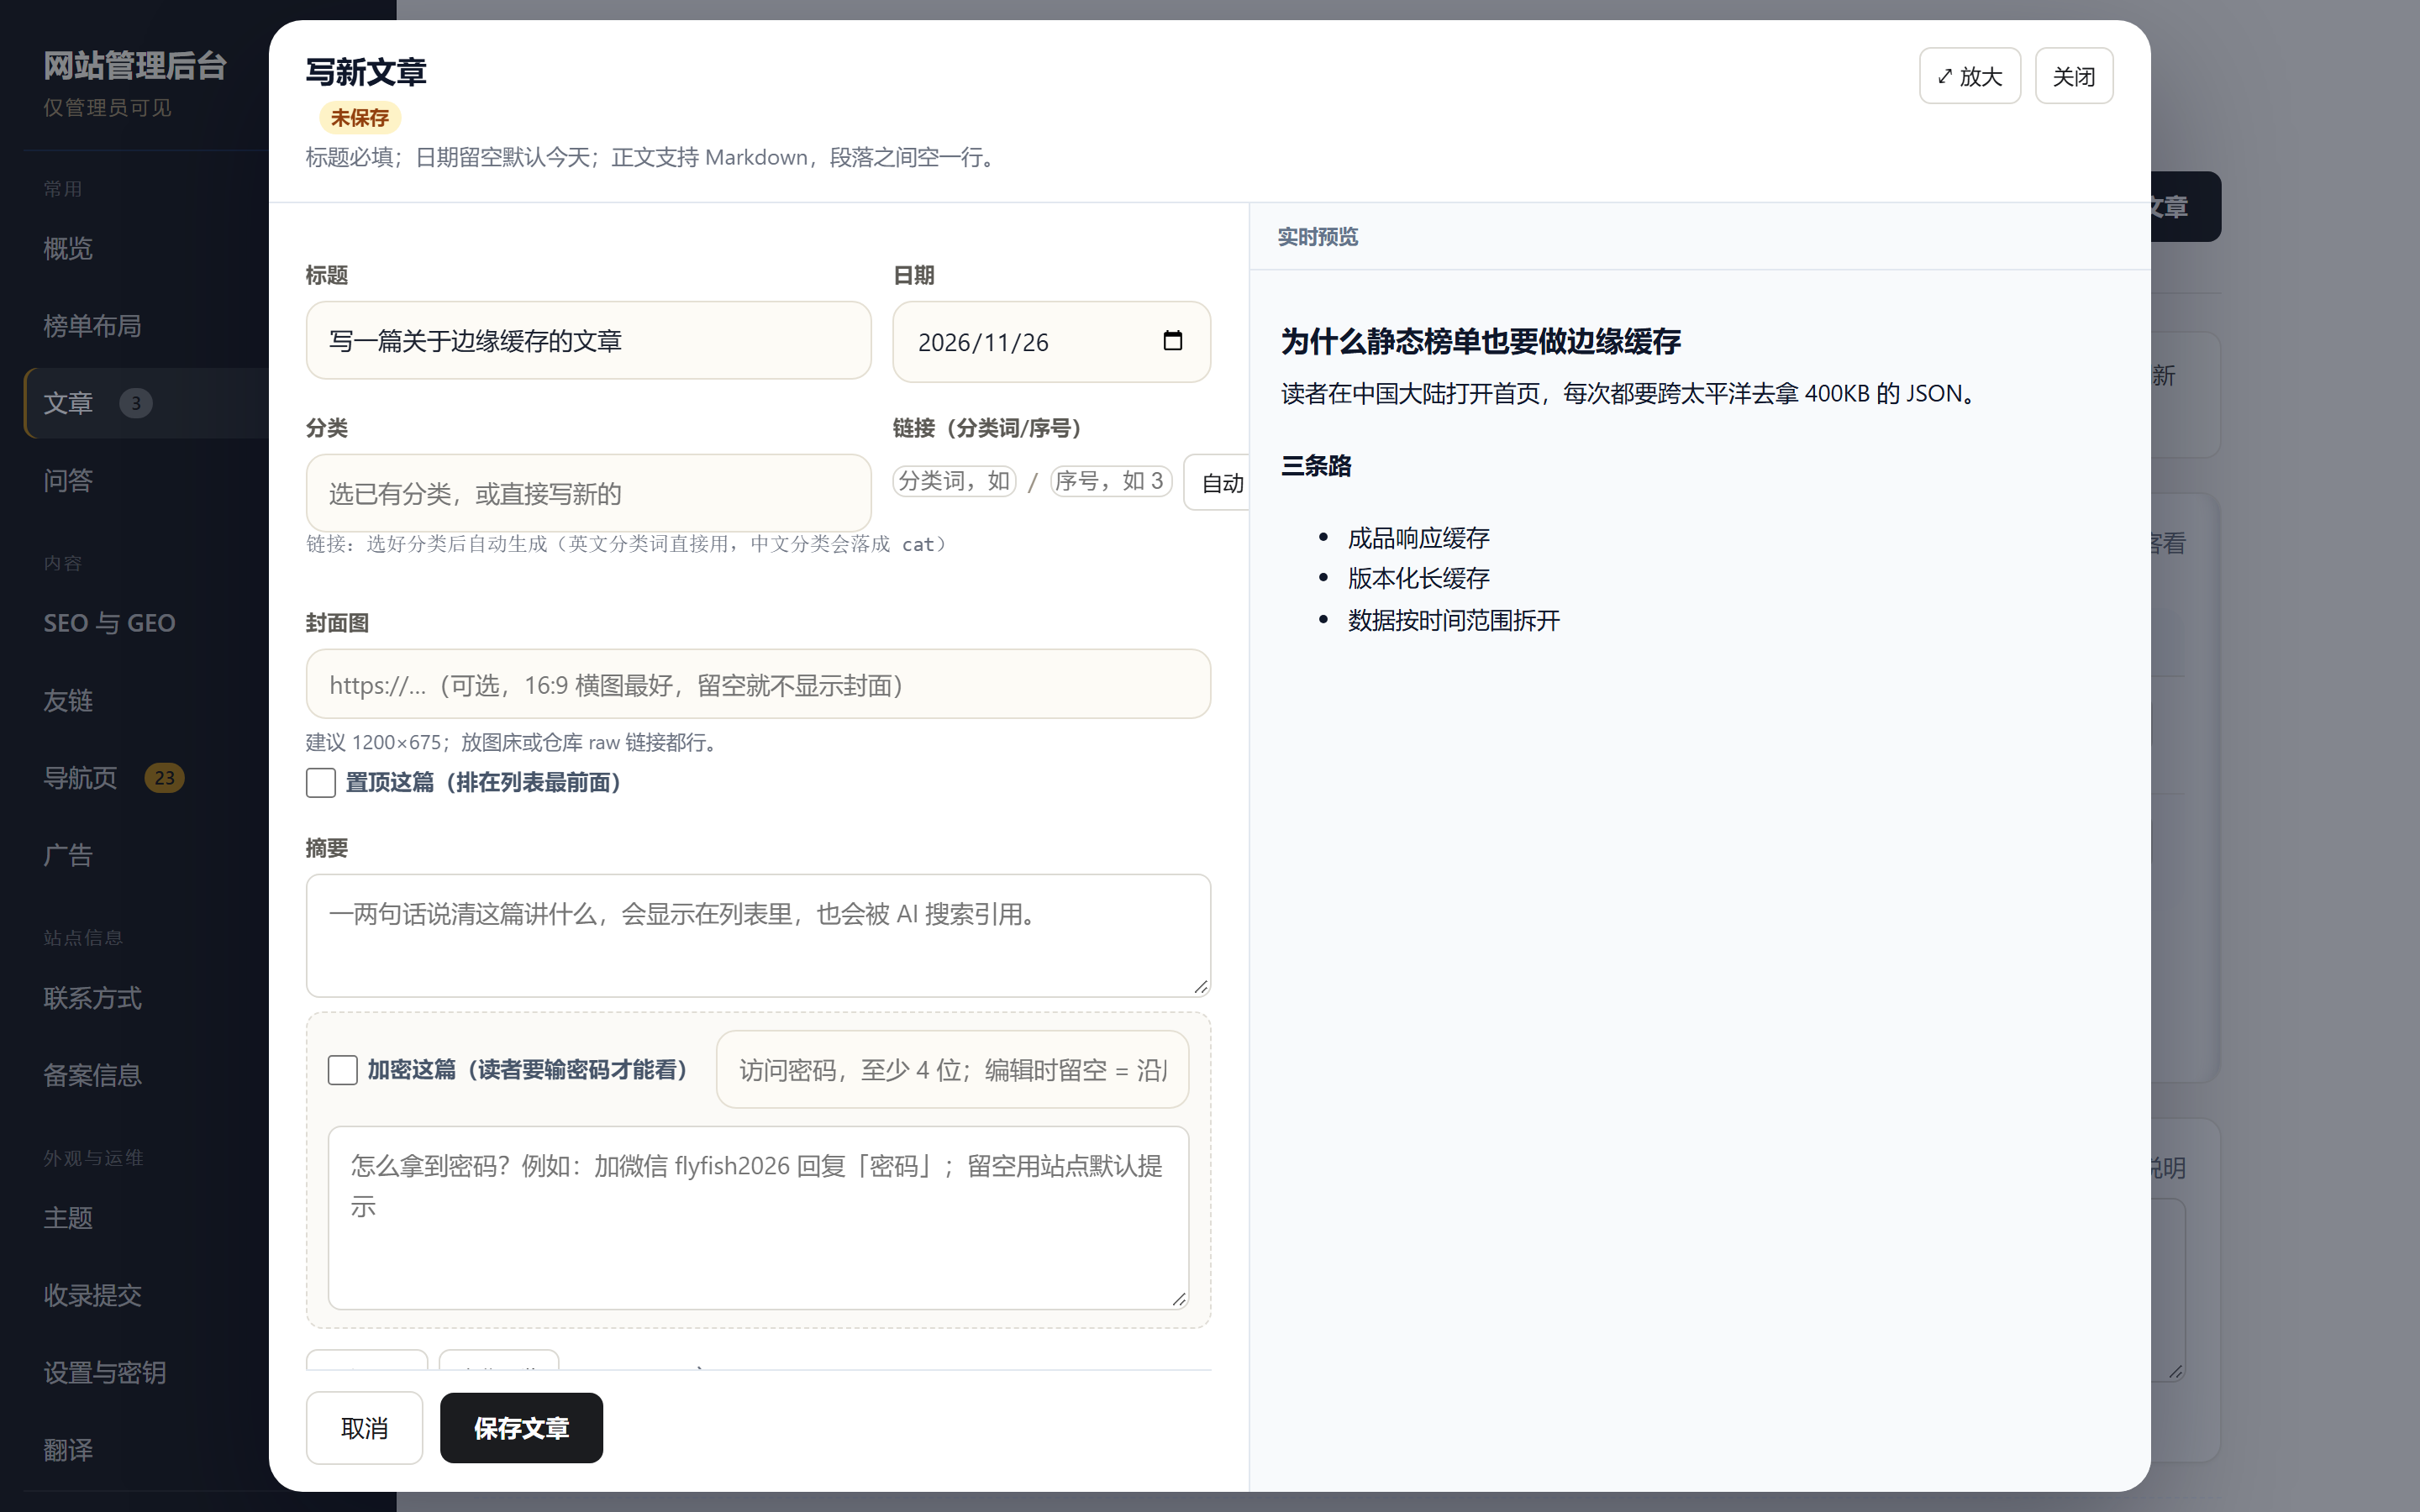 网站管理后台
仅管理员可见
常用
概览
榜单布局
文章 3
问答
内容
SEO 与 GEO
友链
导航页 23
广告
站点信息
联系方式
备案信息
外观与运维
主题
收录提交
设置与密钥
翻译
写新文章
未保存
标题必填；日期留空默认今天；正文支持 Markdown，段落之间空一行。
⤢ 放大
关闭
标题
写一篇关于边缘缓存的文章
日期
2026/11/26
分类
选已有分类，或直接写新的
链接（分类词/序号）
分类词，如 / 序号，如 3 自动
链接：选好分类后自动生成（英文分类词直接用，中文分类会落成 cat）
封面图
https://...（可选，16:9 横图最好，留空就不显示封面）
建议 1200×675；放图床或仓库 raw 链接都行。
置顶这篇（排在列表最前面）
摘要
一两句话说清这篇讲什么，会显示在列表里，也会被 AI 搜索引用。
加密这篇（读者要输密码才能看）
访问密码，至少 4 位；编辑时留空 = 沿
怎么拿到密码？例如：加微信 flyfish2026 回复「密码」；留空用站点默认提
示
取消
保存文章
实时预览
为什么静态榜单也要做边缘缓存
读者在中国大陆打开首页，每次都要跨太平洋去拿 400KB 的 JSON。
三条路
• 成品响应缓存
• 版本化长缓存
• 数据按时间范围拆开
文章
新
看
说明